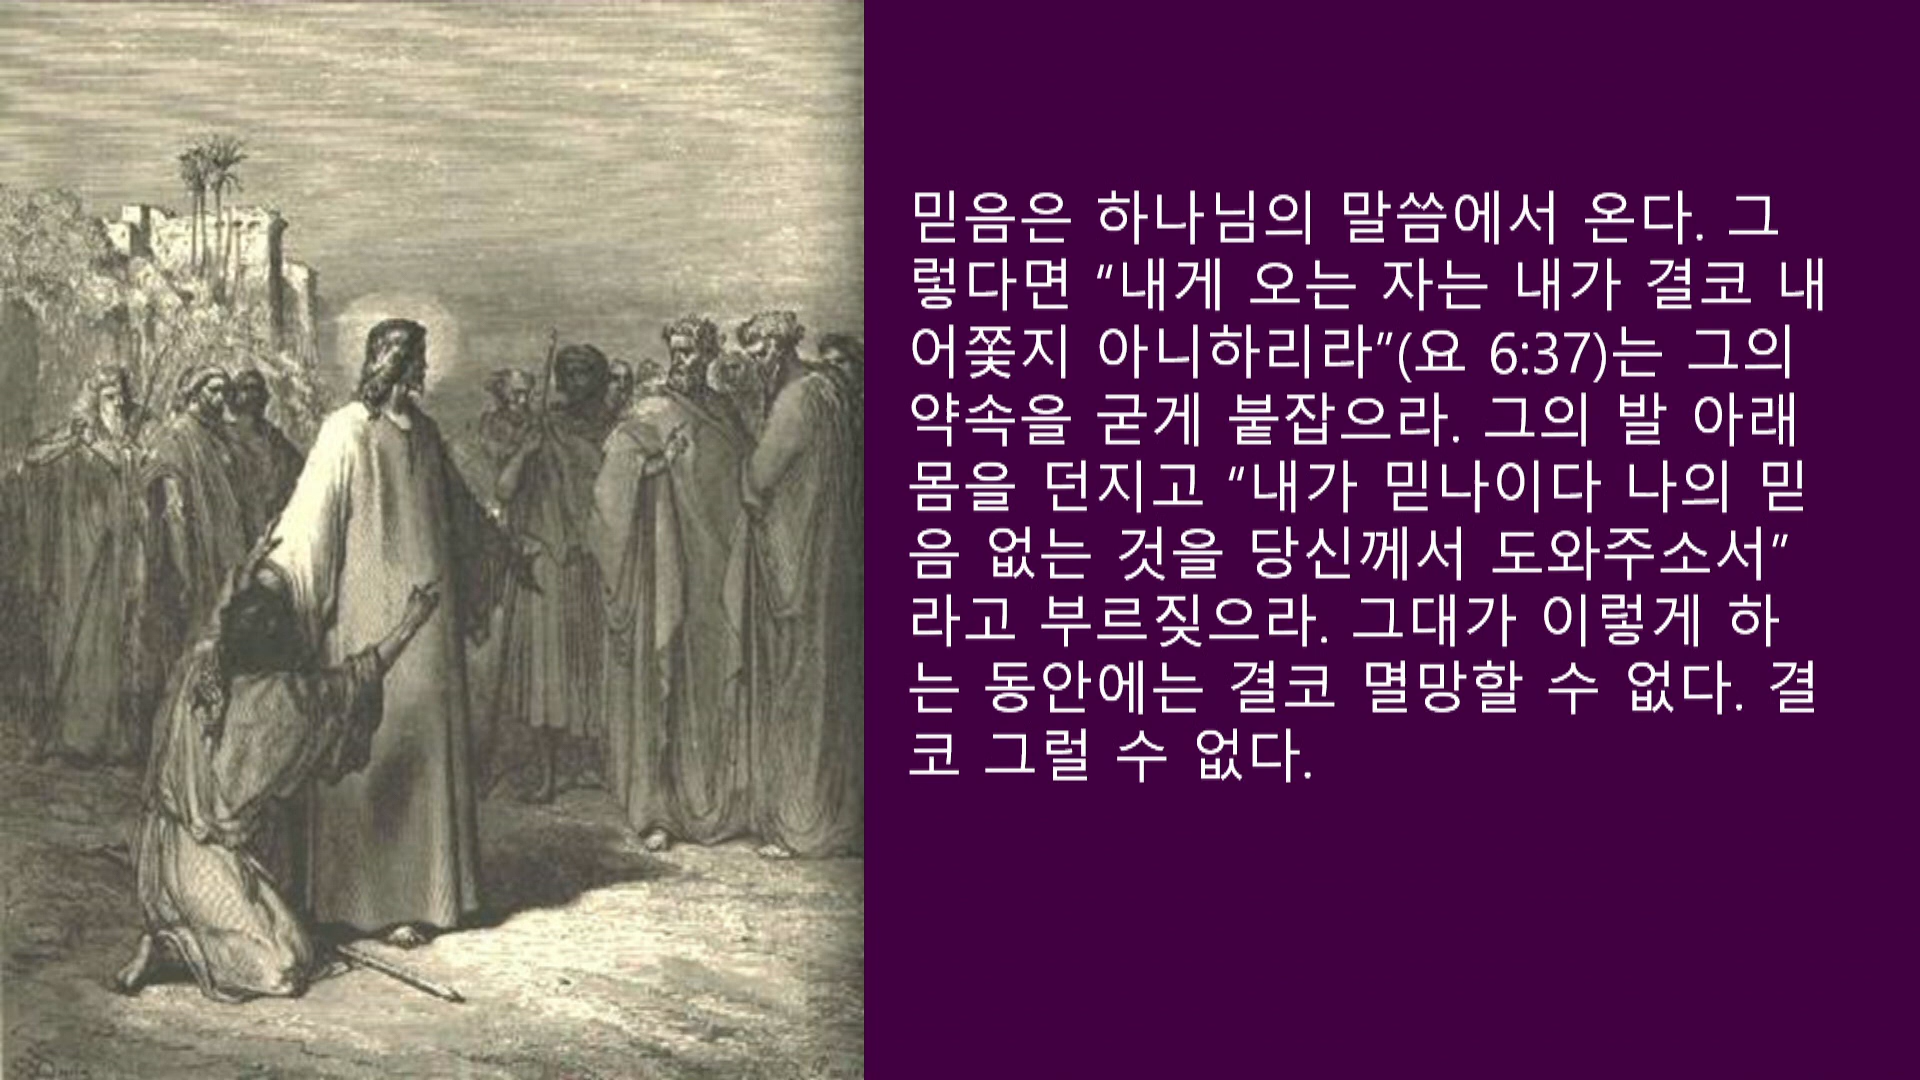 믿음은 하나님의 말씀에서 온다. 그
렇다면 “내게 오는 자는 내가 결코 내
어쫓지 아니하리라”(요 6:37)는 그의
약속을 굳게 붙잡으라. 그의 발 아래
몸을 던지고 “내가 믿나이다 나의 믿
음 없는 것을 당신께서 도와주소서”
라고 부르짖으라. 그대가 이렇게 하
는 동안에는 결코 멸망할 수 없다. 결
코 그럴 수 없다.